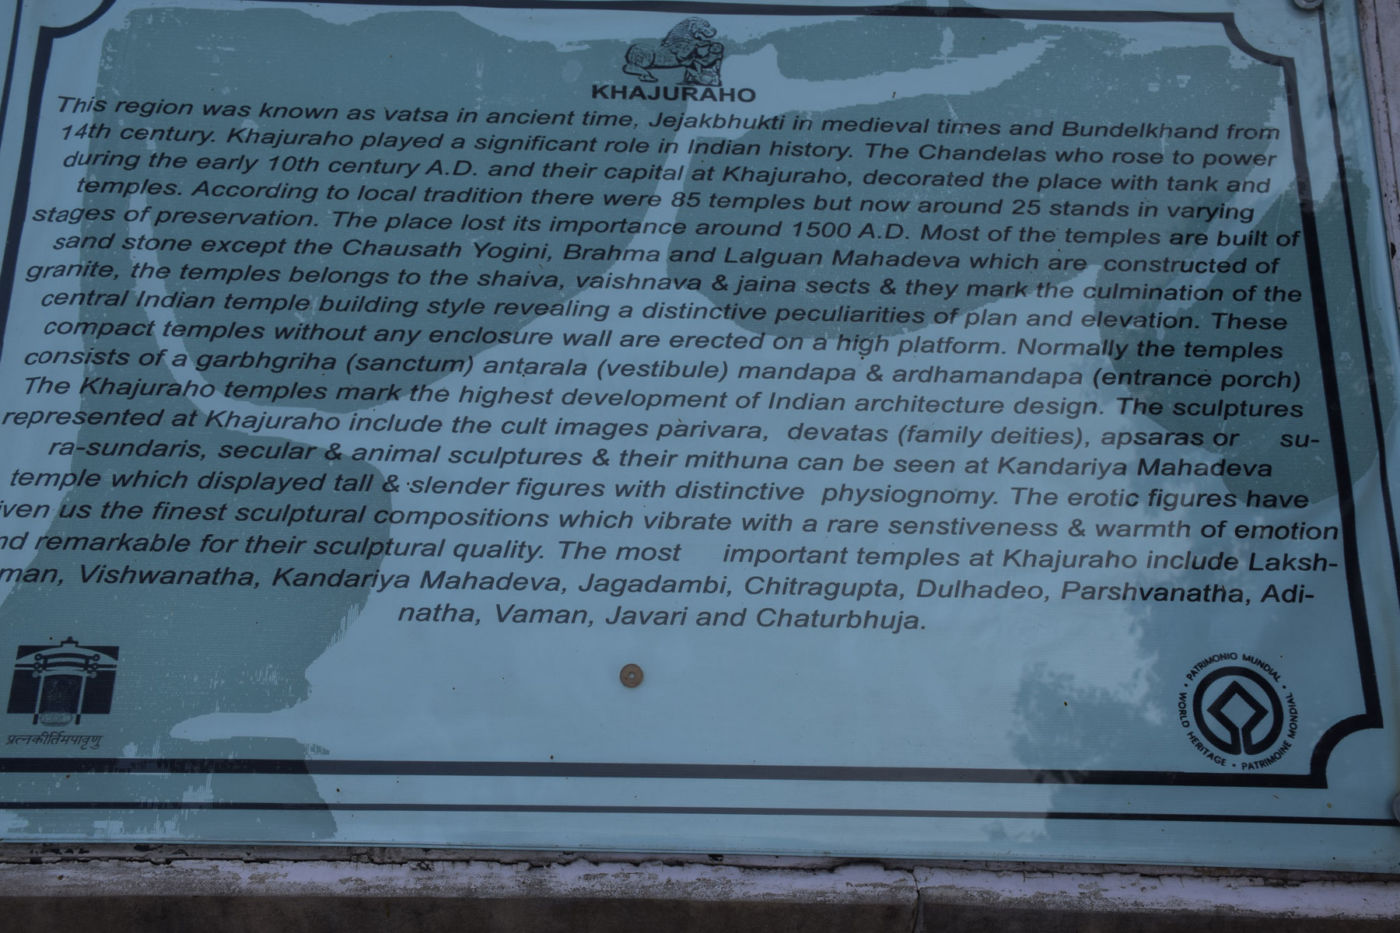 KHAJURAHO
This region was known as vatsa in ancient time, Jejakbhukti in medieval times and Bundelkhand from
14th century. Khajuraho played a significant role in Indian history. The Chandelas who rose to power
during the early 10th century A.D. and their capital at Khajuraho, decorated the place with tank and
temples. According to local tradition there were 85 temples but now around 25 stands in varying
stages of preservation. The place lost its importance around 1500 A.D. Most of the temples are built of
sand stone except the Chausath Yogini, Brahma and Lalguan Mahadeva which are constructed of
granite, the temples belongs to the shaiva, vaishnava & jaina sects & they mark the culmination of the
central Indian temple building style revealing a distinctive peculiarities of plan and elevation. These
compact temples without any enclosure wall are erected on a high platform. Normally the temples
consists of a garbhgriha (sanctum) antarala (vestibule) mandapa & ardhamandapa (entrance porch)
The Khajuraho temples mark the highest development of Indian architecture design. The sculptures
represented at Khajuraho include the cult images parivara, devatas (family deities), apsaras or su-
ra-sundaris, secular & animal sculptures & their mithuna can be seen at Kandariya Mahadeva
temple which displayed tall & slender figures with distinctive physiognomy. The erotic figures have
iven us the finest sculptural compositions which vibrate with a rare senstiveness & warmth of emotion
nd remarkable for their sculptural quality. The most important temples at Khajuraho include Laksh-
man, Vishwanatha, Kandariya Mahadeva, Jagadambi, Chitragupta, Dulhadeo, Parshvanatha, Adi-
natha, Vaman, Javari and Chaturbhuja.
प्रत्नकीर्तिमपावृणु
PATRIMONIO MUNDIAL • WORLD HERITAGE • PATRIMOINE MONDIAL •